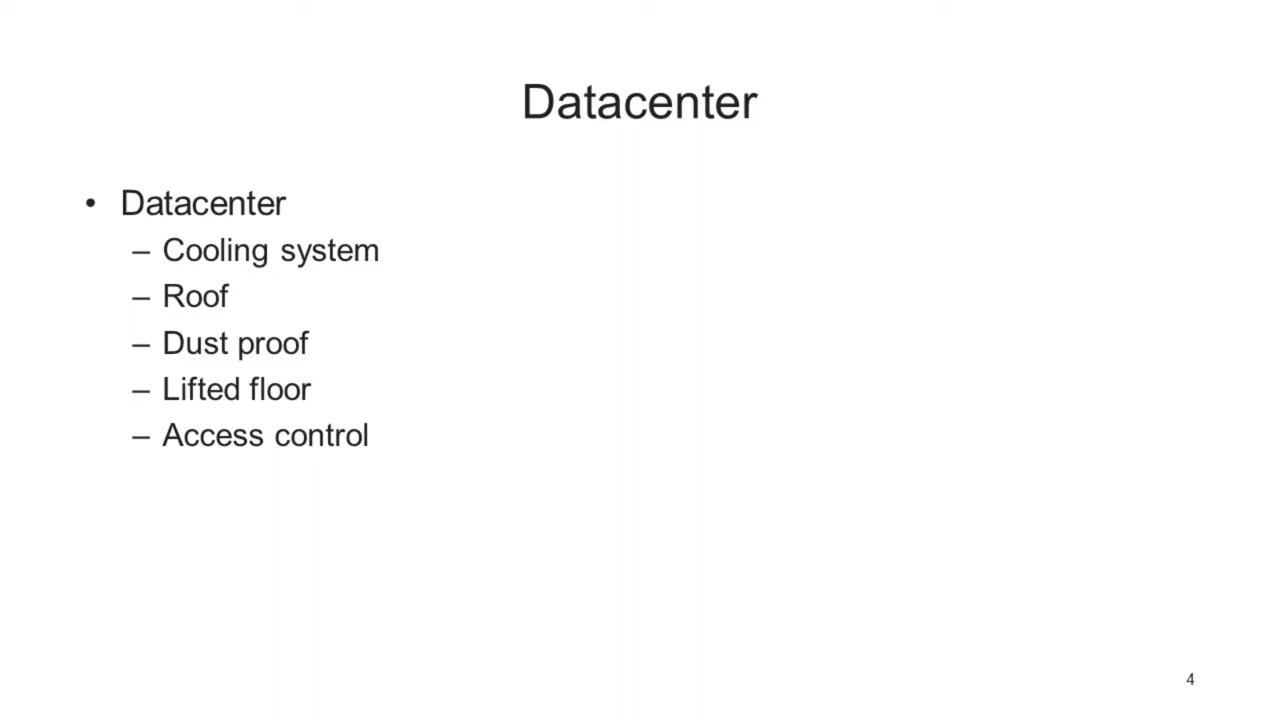 Datacenter
• Datacenter
– Cooling system
– Roof
– Dust proof
– Lifted floor
– Access control
4